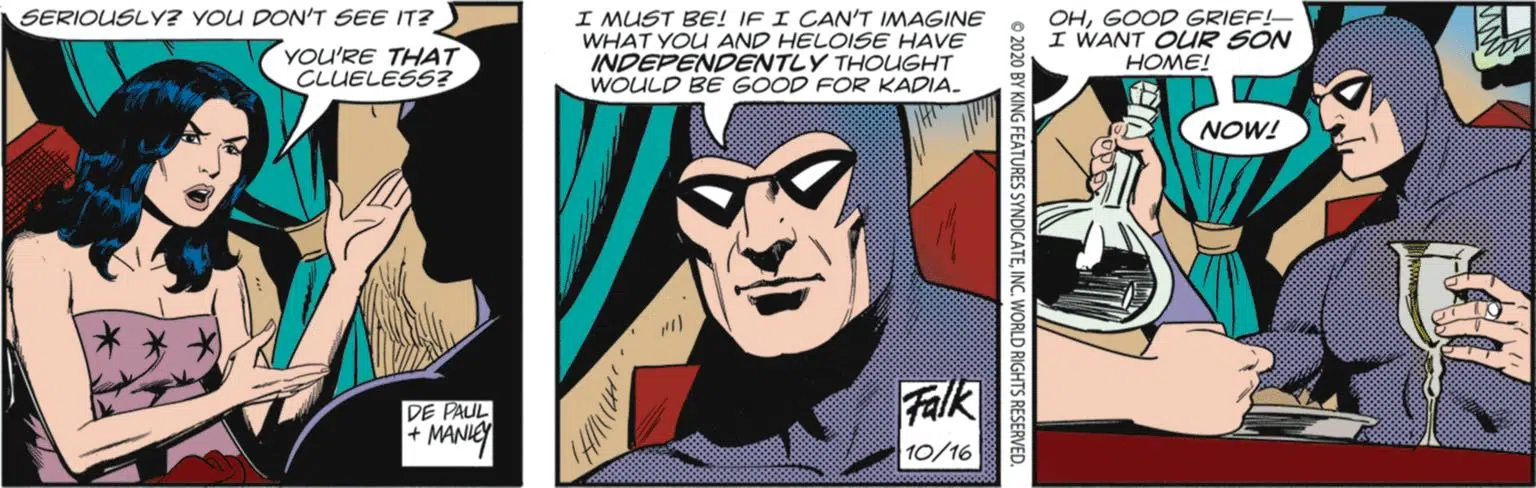 SERIOUSLY? YOU DON'T SEE IT?
YOU'RE THAT
CLUELESS?
DE PAUL
+ MANLEY
I MUST BE! IF I CAN'T IMAGINE
WHAT YOU AND HELOISE HAVE
INDEPENDENTLY THOUGHT
WOULD BE GOOD FOR KADIA-
Falk
10/16
© 2020 BY KING FEATURES SYNDICATE, INC. WORLD RIGHTS RESERVED.
OH, GOOD GRIEF!—
I WANT OUR SON
HOME!
NOW!